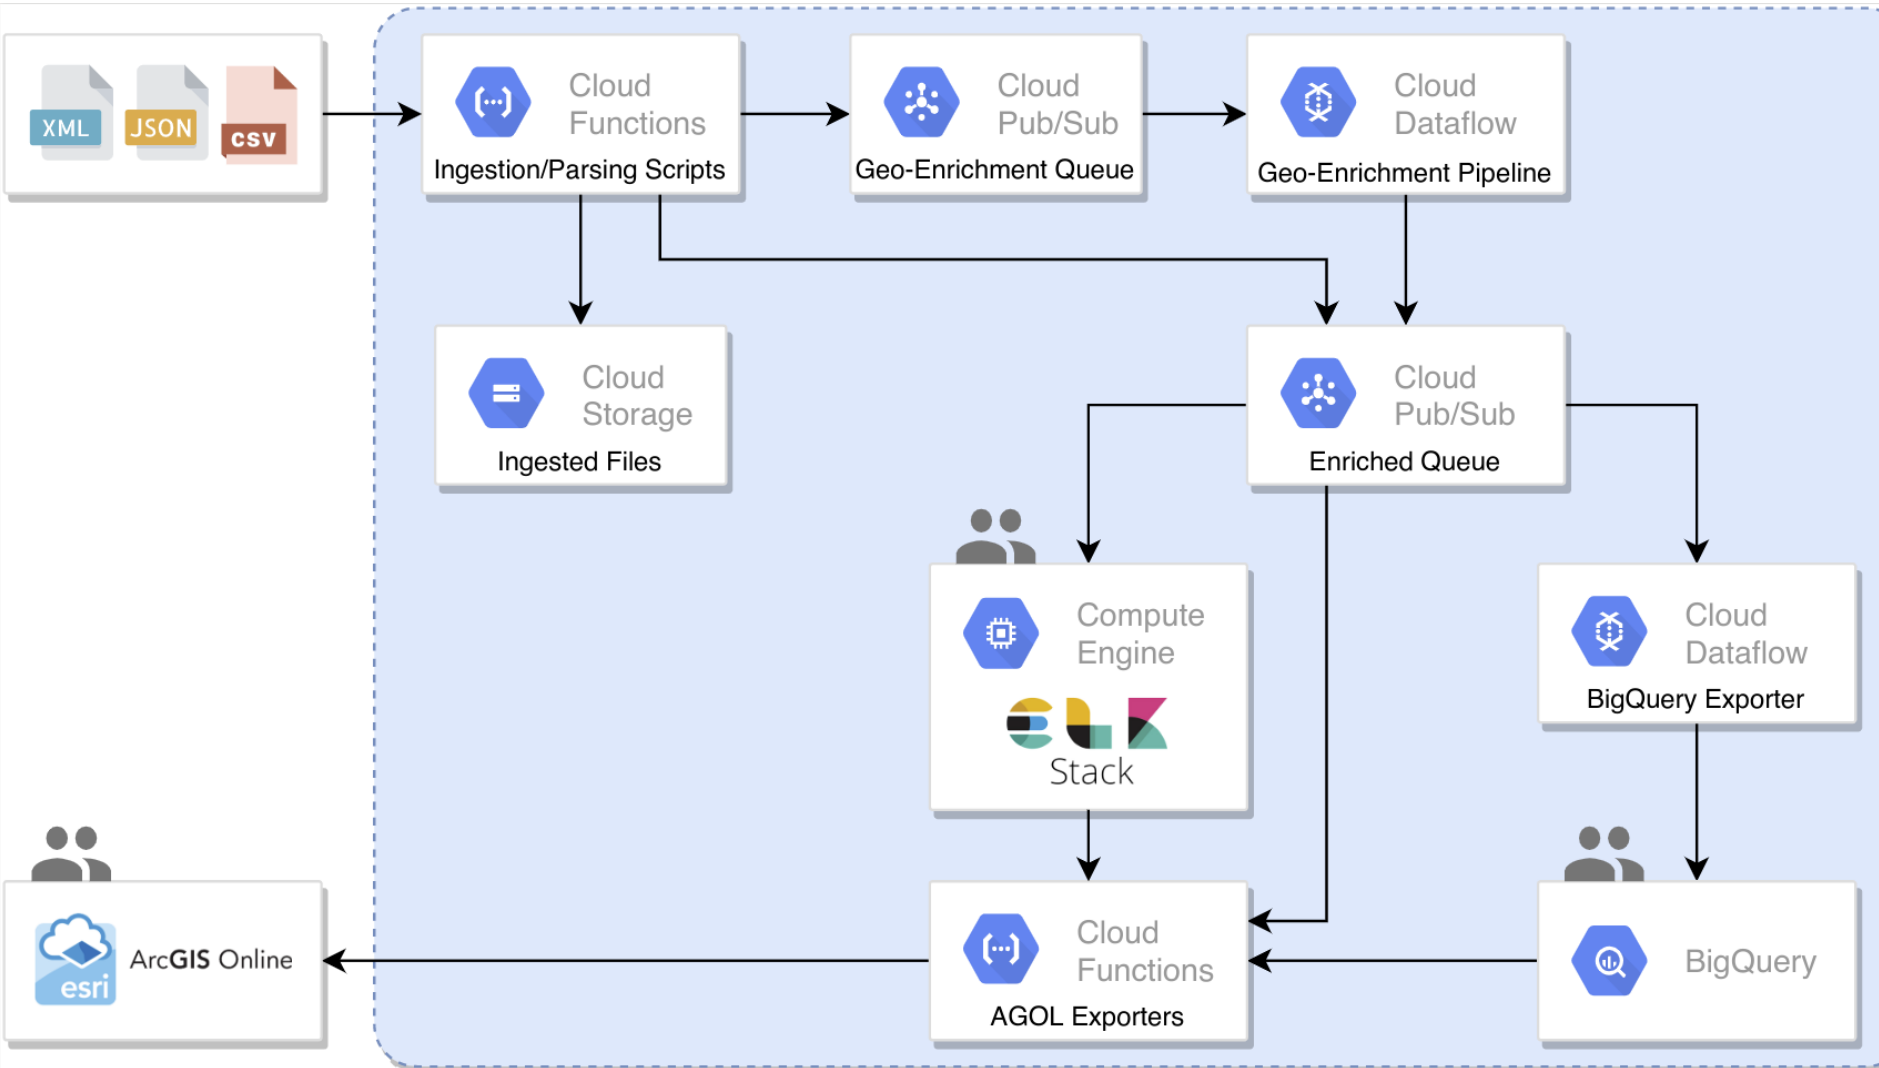 XML
JSON
csv
Cloud
Functions
Ingestion/Parsing Scripts
Cloud
Pub/Sub
Geo-Enrichment Queue
Cloud
Dataflow
Geo-Enrichment Pipeline
Cloud
Storage
Ingested Files
Cloud
Pub/Sub
Enriched Queue
Compute
Engine
ELK
Stack
Cloud
Dataflow
BigQuery Exporter
esri
ArcGIS Online
Cloud
Functions
AGOL Exporters
BigQuery